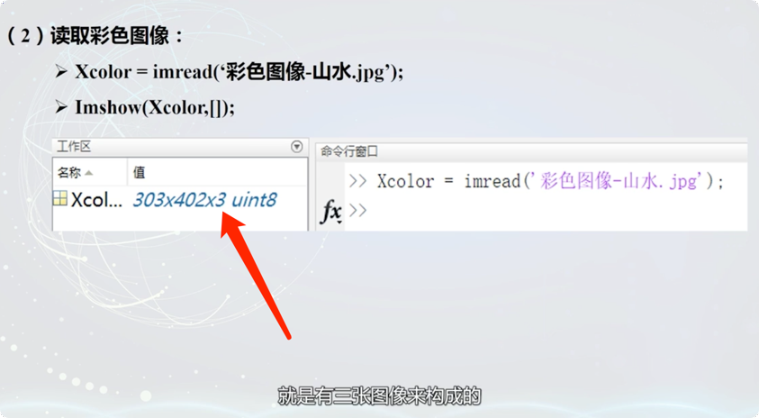 （2）读取彩色图像：
➢ Xcolor = imread(‘彩色图像-山水.jpg’);
➢ Imshow(Xcolor,[]);
工作区
名称 值
Xcol... 303x402x3 uint8
命令行窗口
>> Xcolor = imread('彩色图像-山水.jpg');
fx >>
就是有三张图像来构成的